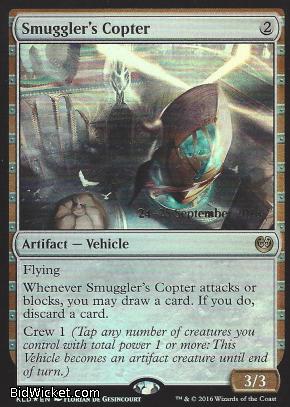 Smuggler's Copter 2
24–25 September 2016
Artifact — Vehicle
Flying
Whenever Smuggler's Copter attacks or
blocks, you may draw a card. If you do,
discard a card.
Crew 1 (Tap any number of creatures you
control with total power 1 or more: This
Vehicle becomes an artifact creature until
end of turn.)
3/3
KLD • EN FLORIAN DE GESINCOURT
™ & © 2016 Wizards of the Coast
BidWicket.com